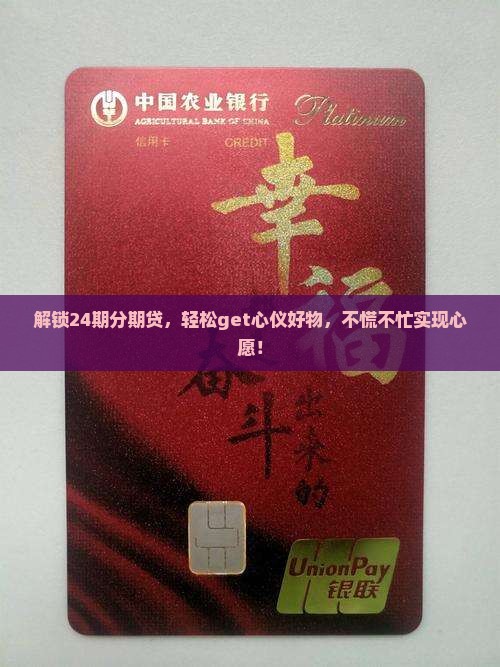 中国农业银行
AGRICULTURAL BANK OF CHINA
Platinum
信用卡
CREDIT
幸福
解锁24期分期贷，轻松get心仪好物，不慌不忙实现心
愿！
奋斗
出来的
UnionPay
银联